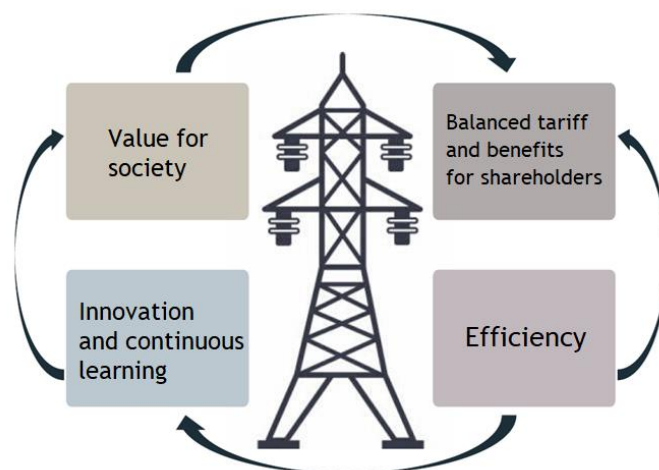 Value for
society
Balanced tariff
and benefits
for shareholders
Innovation
and continuous
learning
Efficiency